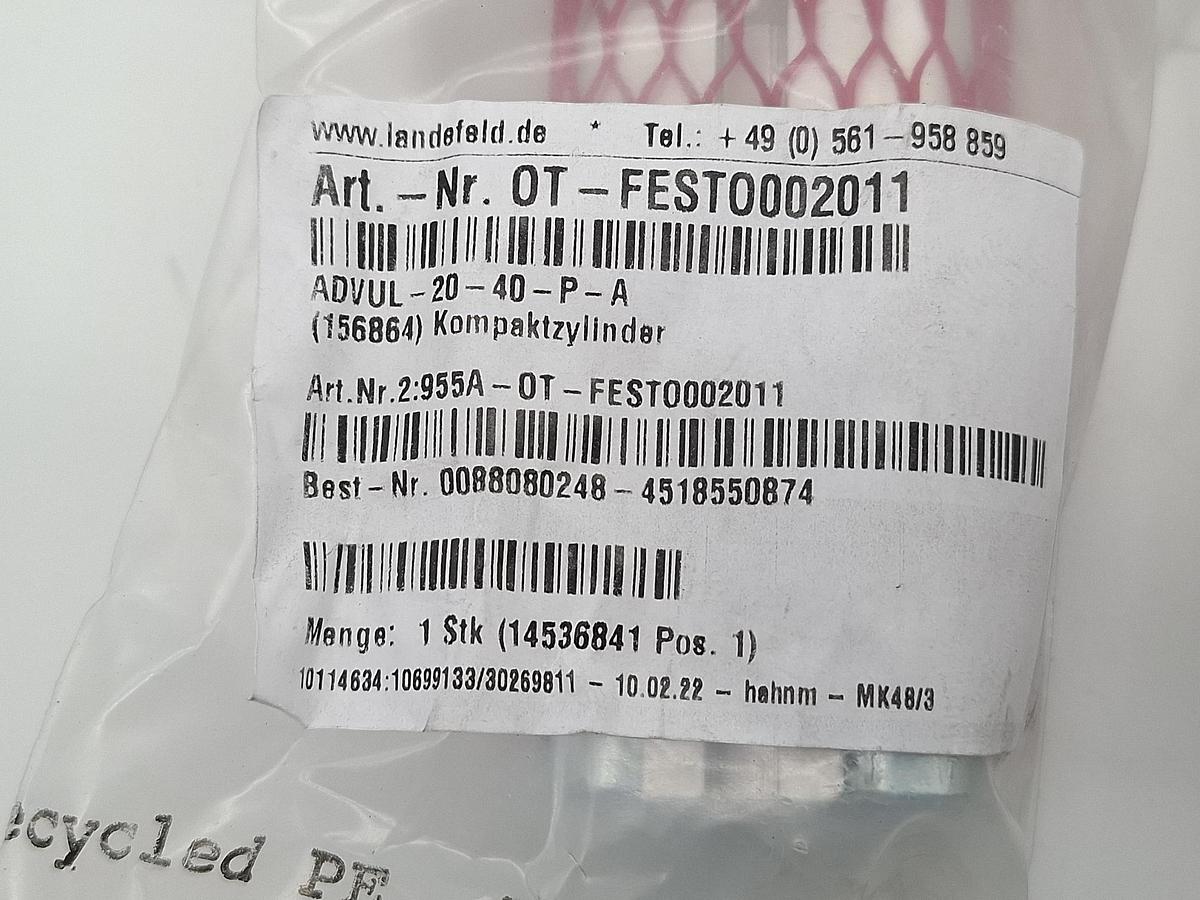 www.landefeld.de * Tel.: +49 (0) 561-958 859
Art.-Nr. OT-FESTO002011
ADVUL-20-40-P-A
(156864) Kompaktzylinder
Art.Nr.2:955A-OT-FESTO002011
Best-Nr. 0088080248-4518550874
Menge: 1 Stk (14536841 Pos. 1)
10114634:10699133/30269811 - 10.02.22 - hahnm - MK48/3
ecycled PE